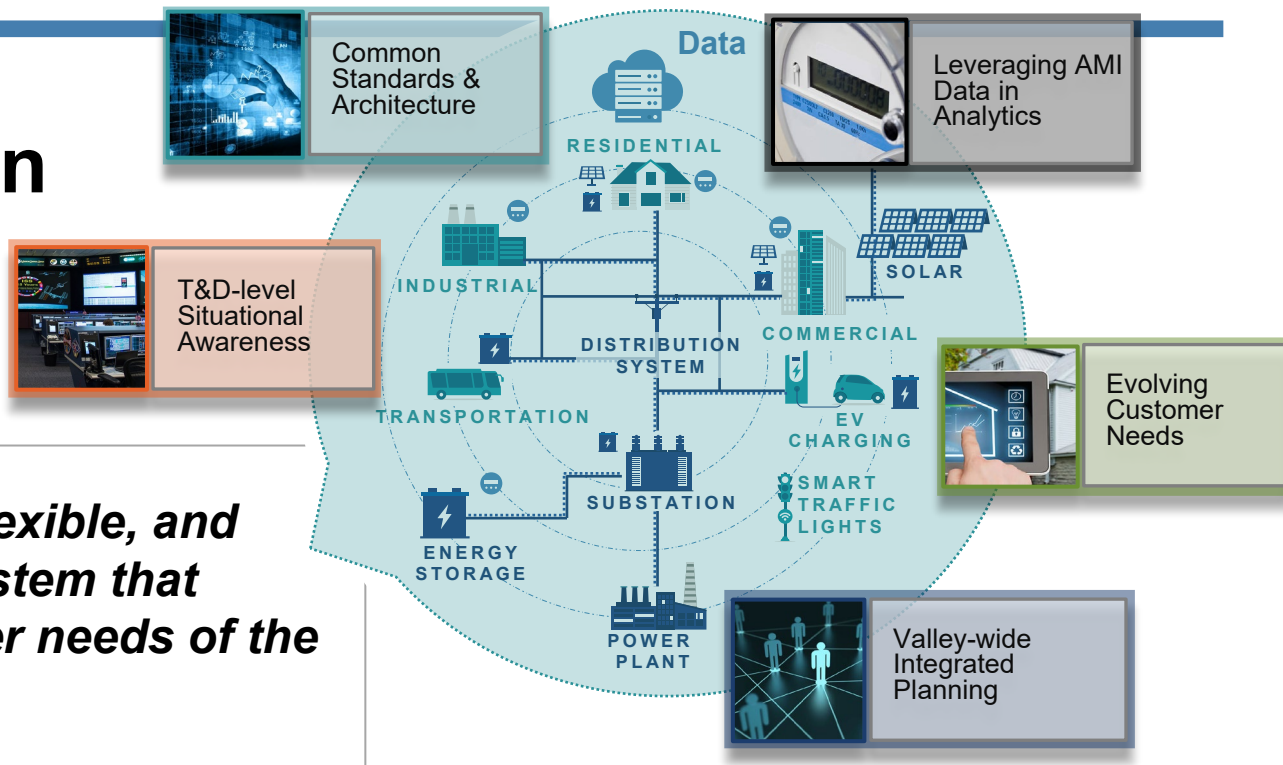 Common
Standards &
Architecture
Data
Leveraging AMI
Data in
Analytics
n
RESIDENTIAL
INDUSTRIAL
SOLAR
T&D-level
Situational
Awareness
DISTRIBUTION
SYSTEM
COMMERCIAL
TRANSPORTATION
EV
CHARGING
Evolving
Customer
Needs
SUBSTATION
SMART
TRAFFIC
LIGHTS
lexible, and
stem that
er needs of the
ENERGY
STORAGE
POWER
PLANT
Valley-wide
Integrated
Planning